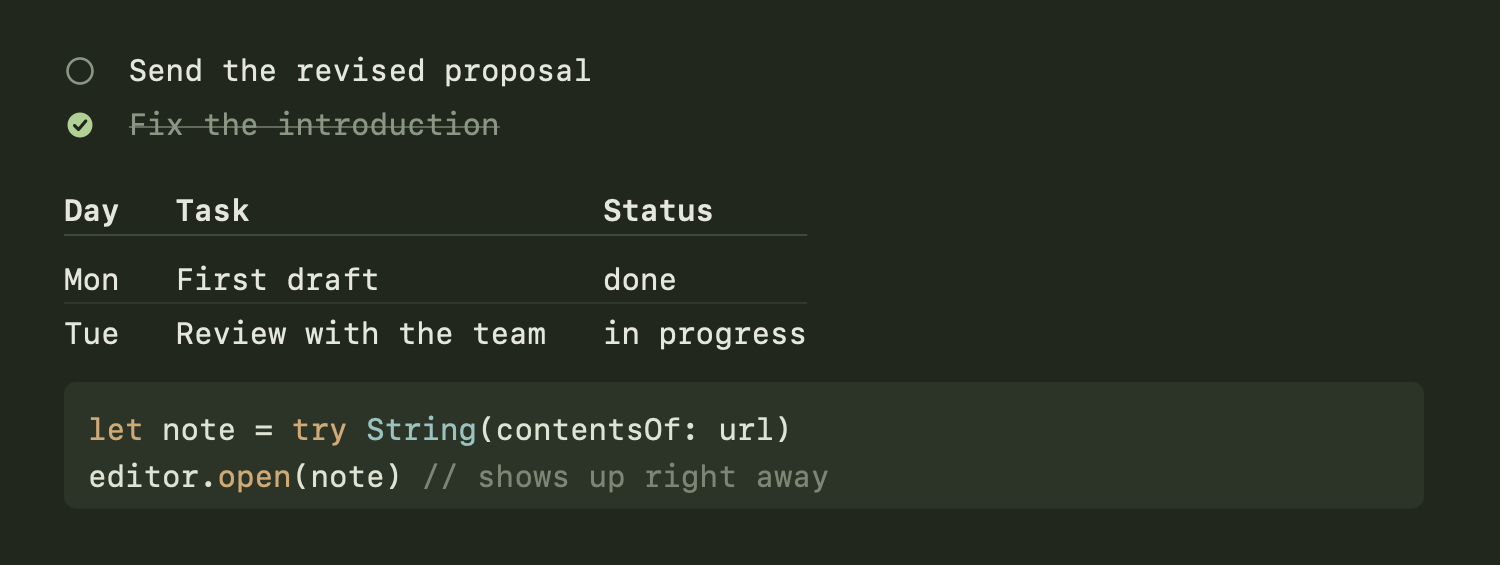 Send the revised proposal
Fix the introduction
Day Task Status
Mon First draft done
Tue Review with the team in progress
let note = try String(contentsOf: url)
editor.open(note) // shows up right away